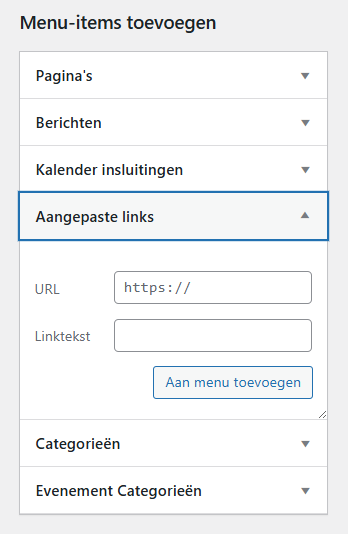 Menu-items toevoegen
Pagina's
Berichten
Kalender insluitingen
Aangepaste links
URL https://
Linktekst
Aan menu toevoegen
Categorieën
Evenement Categorieën